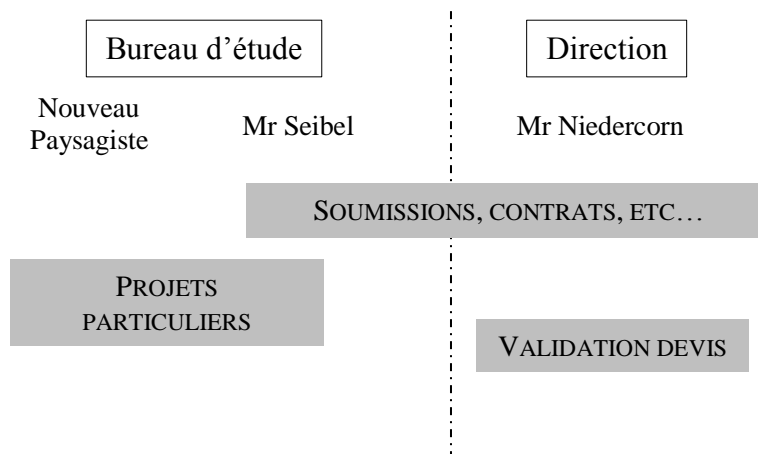 Bureau d’étude
Direction
Nouveau
Paysagiste
Mr Seibel
Mr Niedercorn
SOUMISSIONS, CONTRATS, ETC…
PROJETS
PARTICULIERS
VALIDATION DEVIS